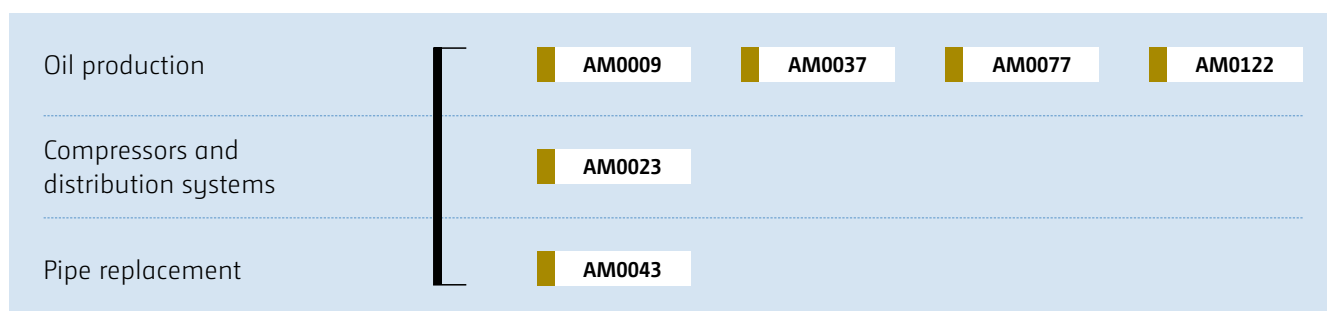 Oil production
AM0009 AM0037 AM0077 AM0122
Compressors and
distribution systems
AM0023
Pipe replacement
AM0043